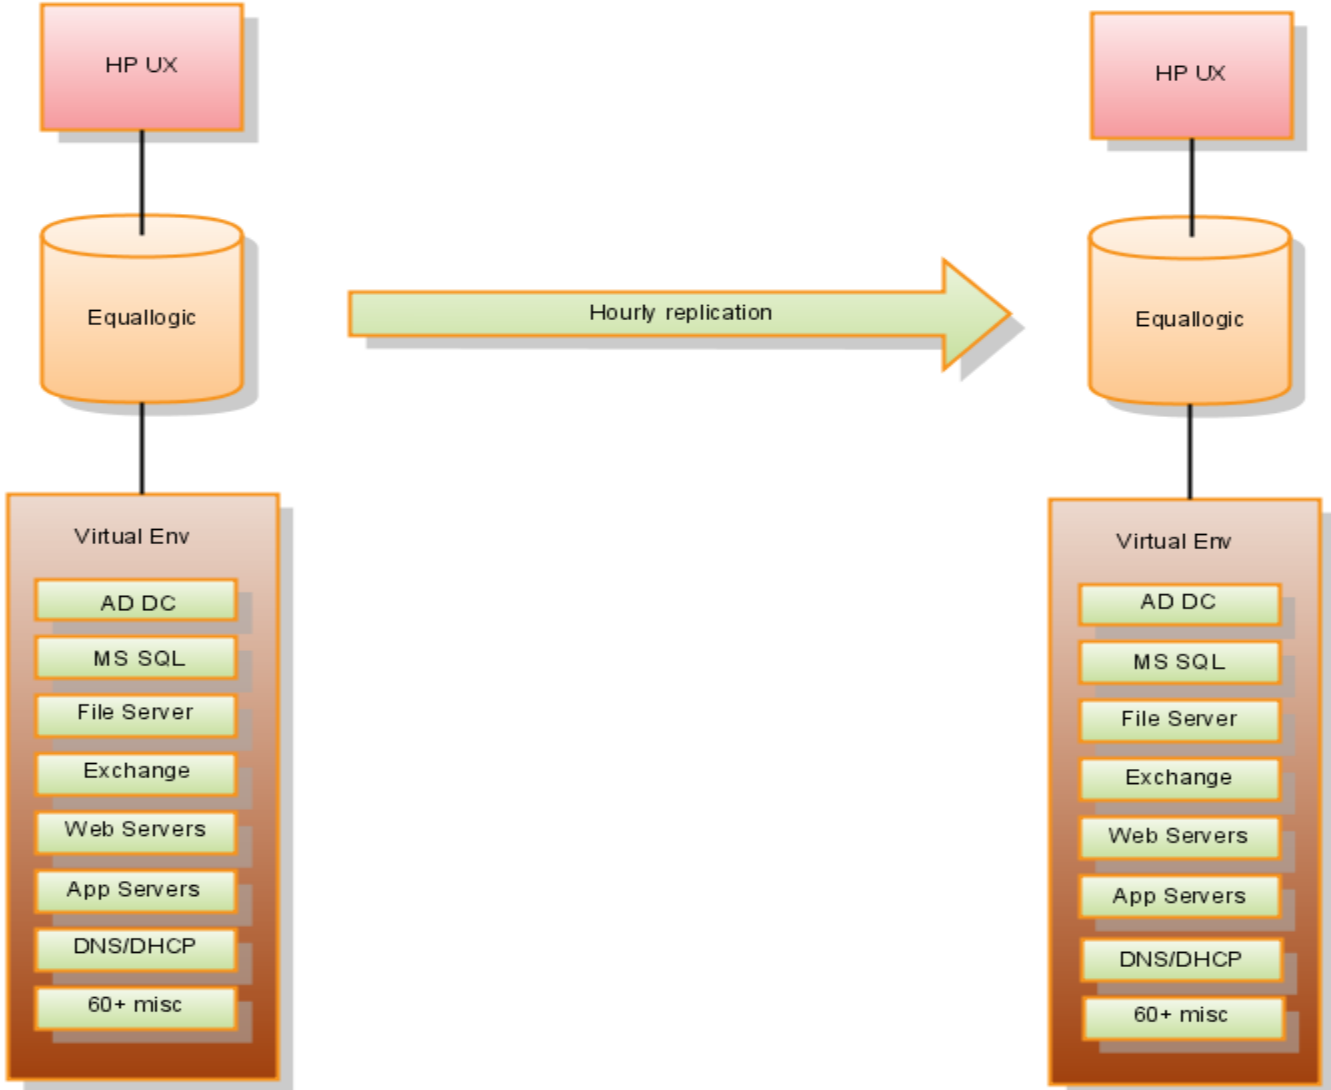 HP UX
HP UX
Equallogic
Hourly replication
Equallogic
Virtual Env
AD DC
MS SQL
File Server
Exchange
Web Servers
App Servers
DNS/DHCP
60+ misc
Virtual Env
AD DC
MS SQL
File Server
Exchange
Web Servers
App Servers
DNS/DHCP
60+ misc